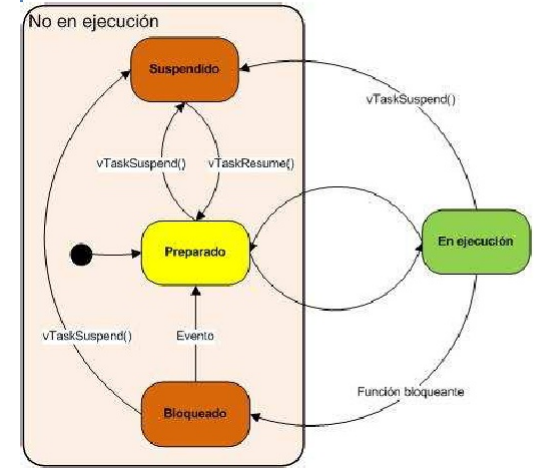 No en ejecución
Suspendido
vTaskSuspend()
vTaskSuspend()
vTaskResume()
Preparado
En ejecución
vTaskSuspend()
Evento
Función bloqueante
Bloqueado